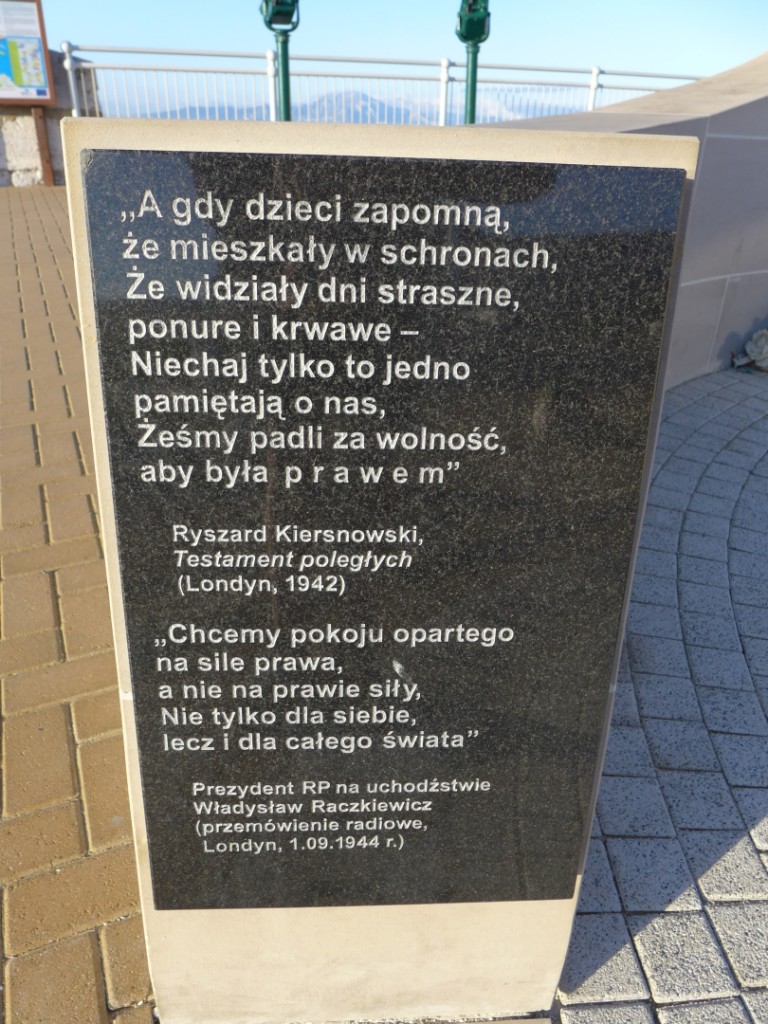 „A gdy dzieci zapomną,
że mieszkały w schronach,
Że widziały dni straszne,
ponure i krwawe –
Niechaj tylko to jedno
pamiętają o nas,
Żeśmy padli za wolność,
aby była p r a w e m”
Ryszard Kiersnowski,
Testament poległych
(Londyn, 1942)
„Chcemy pokoju opartego
na sile prawa,
a nie na prawie siły,
Nie tylko dla siebie,
lecz i dla całego świata”
Prezydent RP na uchodźstwie
Władysław Raczkiewicz
(przemówienie radiowe,
Londyn, 1.09.1944 r.)